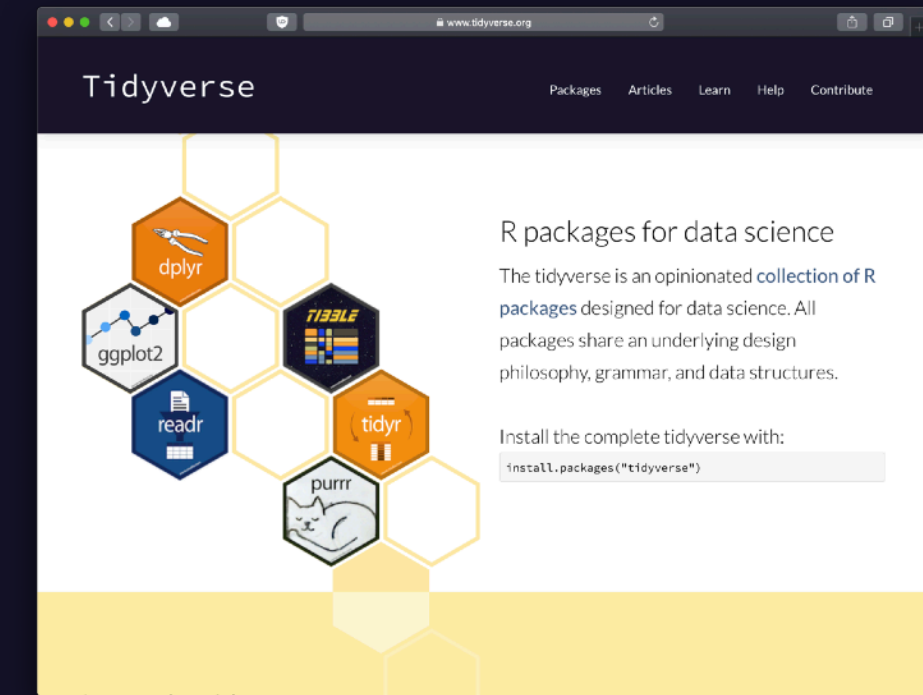 www.tidyverse.org
Tidyverse
Packages Articles Learn Help Contribute
dplyr
ggplot2
TIBBLE
readr
tidyr
purrr
R packages for data science
The tidyverse is an opinionated collection of R
packages designed for data science. All
packages share an underlying design
philosophy, grammar, and data structures.
Install the complete tidyverse with:
install.packages("tidyverse")